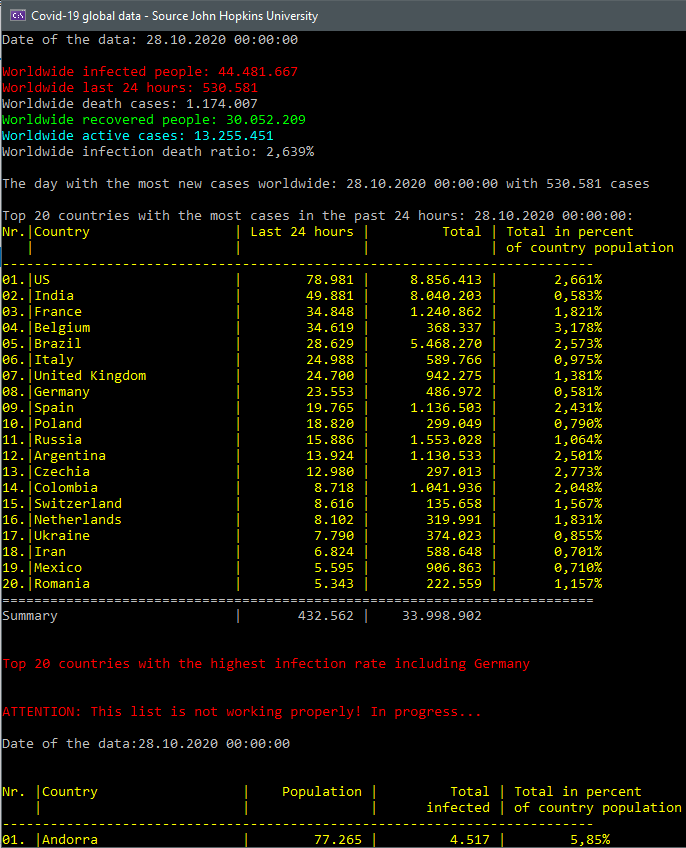 Covid-19 global data - Source John Hopkins University
Date of the data: 28.10.2020 00:00:00
Worldwide infected people: 44.481.667
Worldwide last 24 hours: 530.581
Worldwide death cases: 1.174.007
Worldwide recovered people: 30.052.209
Worldwide active cases: 13.255.451
Worldwide infection death ratio: 2,639%
The day with the most new cases worldwide: 28.10.2020 00:00:00 with 530.581 cases
Top 20 countries with the most cases in the past 24 hours: 28.10.2020 00:00:00:
Nr.|Country | Last 24 hours | Total | Total in percent
| | | | of country population
--------------------------------------------------------------------------
01.|US | 78.981 | 8.856.413 | 2,661%
02.|India | 49.881 | 8.040.203 | 0,583%
03.|France | 34.848 | 1.240.862 | 1,821%
04.|Belgium | 34.619 | 368.337 | 3,178%
05.|Brazil | 28.629 | 5.468.270 | 2,573%
06.|Italy | 24.988 | 589.766 | 0,975%
07.|United Kingdom | 24.700 | 942.275 | 1,381%
08.|Germany | 23.553 | 486.972 | 0,581%
09.|Spain | 19.765 | 1.136.503 | 2,431%
10.|Poland | 18.820 | 299.049 | 0,790%
11.|Russia | 15.886 | 1.553.028 | 1,064%
12.|Argentina | 13.924 | 1.130.533 | 2,501%
13.|Czechia | 12.980 | 297.013 | 2,773%
14.|Colombia | 8.718 | 1.041.936 | 2,048%
15.|Switzerland | 8.616 | 135.658 | 1,567%
16.|Netherlands | 8.102 | 319.991 | 1,831%
17.|Ukraine | 7.790 | 374.023 | 0,855%
18.|Iran | 6.824 | 588.648 | 0,701%
19.|Mexico | 5.595 | 906.863 | 0,710%
20.|Romania | 5.343 | 222.559 | 1,157%
==========================================================================
Summary | 432.562 | 33.998.902
Top 20 countries with the highest infection rate including Germany
ATTENTION: This list is not working properly! In progress...
Date of the data:28.10.2020 00:00:00
Nr. |Country | Population | Total | Total in percent
| | | infected | of country population
--------------------------------------------------------------------------
01. |Andorra | 77.265 | 4.517 | 5,85%